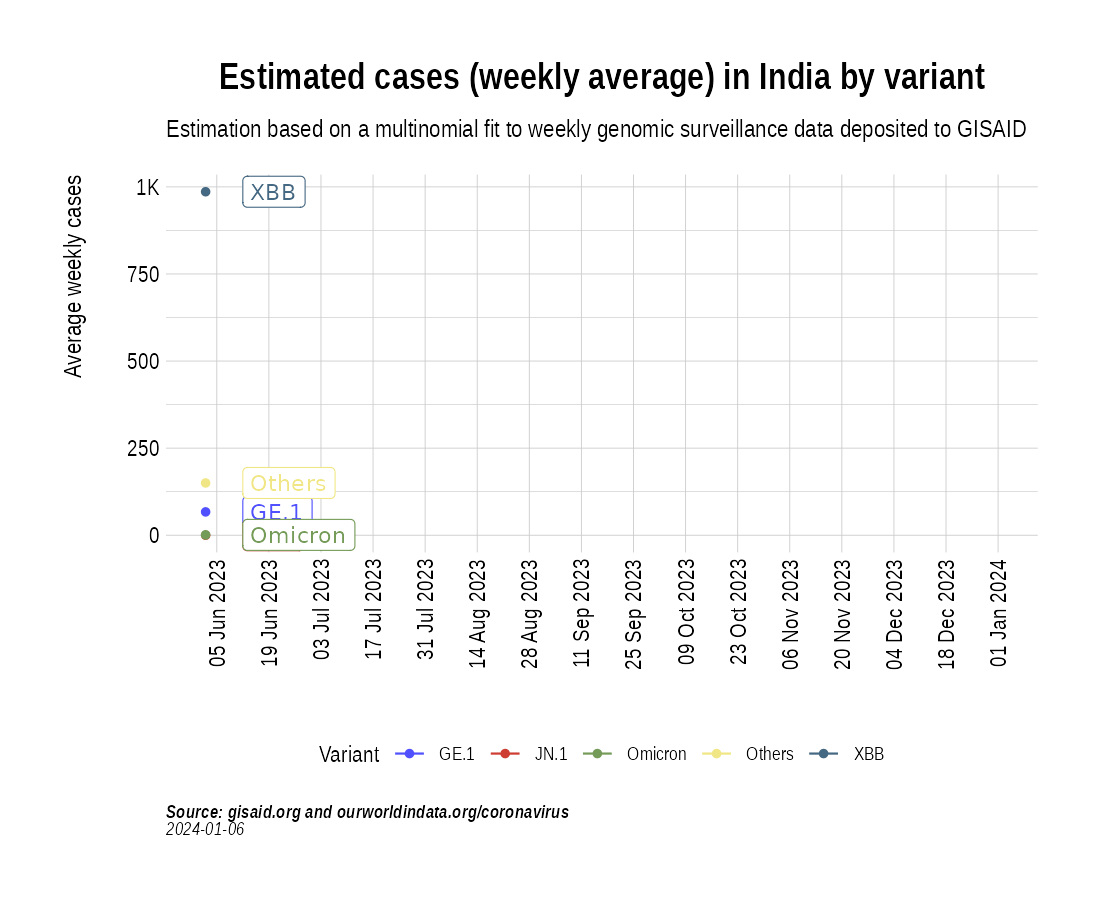 Estimated cases (weekly average) in India by variant
Estimation based on a multinomial fit to weekly genomic surveillance data deposited to GISAID
Average weekly cases
1K
750
500
250
0
XBB
Others
GE.1
Omicron
05 Jun 2023
19 Jun 2023
03 Jul 2023
17 Jul 2023
31 Jul 2023
14 Aug 2023
28 Aug 2023
11 Sep 2023
25 Sep 2023
09 Oct 2023
23 Oct 2023
06 Nov 2023
20 Nov 2023
04 Dec 2023
18 Dec 2023
01 Jan 2024
Variant GE.1 JN.1 Omicron Others XBB
Source: gisaid.org and ourworldindata.org/coronavirus
2024-01-06